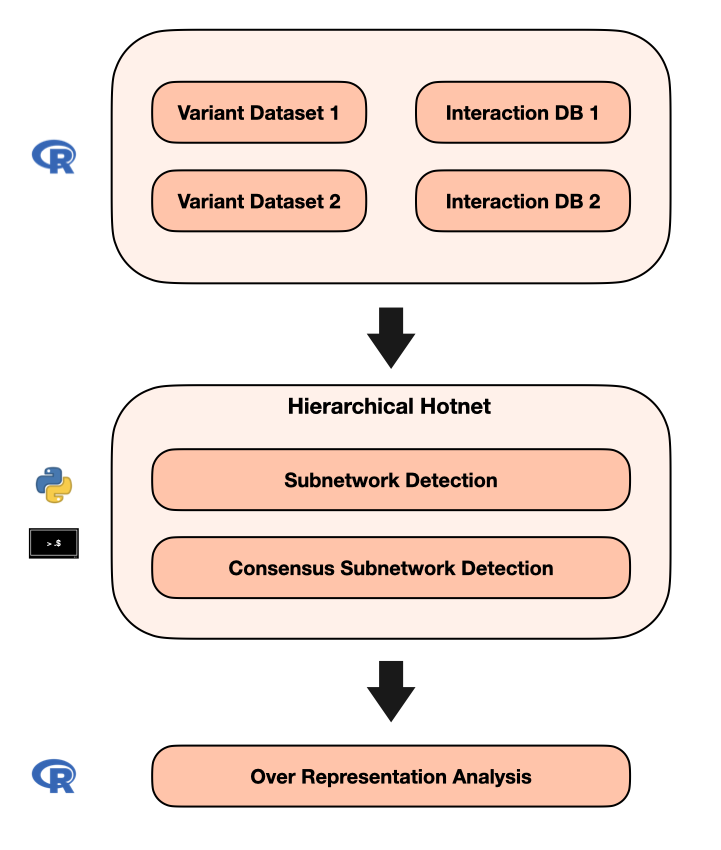 Variant Dataset 1
Interaction DB 1
R
Variant Dataset 2
Interaction DB 2
Hierarchical Hotnet
Subnetwork Detection
> .$
Consensus Subnetwork Detection
R
Over Representation Analysis